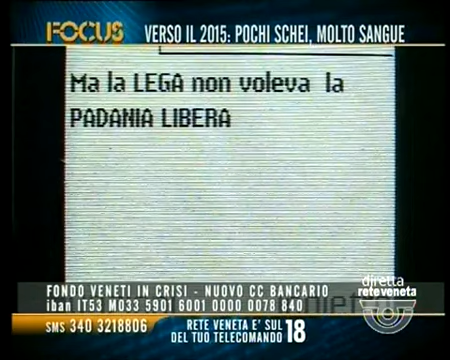 FOCUS VERSO IL 2015: POCHI SCHEI, MOLTO SANGUE
Ma la LEGA non voleva la
PADANIA LIBERA
FONDO VENETI IN CRISI - NUOVO CC BANCARIO
iban IT53 M033 5901 6001 0000 0078 840
diretta
reteveneta
SMS 340 3218806
RETE VENETA E' SUL
DEL TUO TELECOMANDO 18